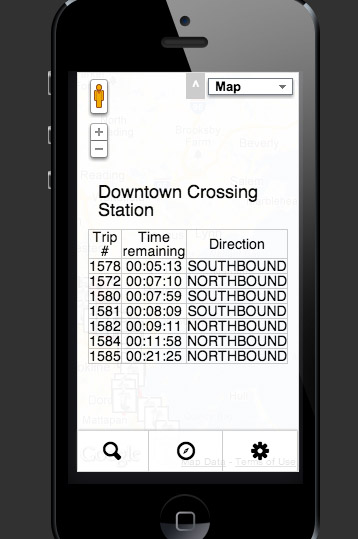 ^ Map
Downtown Crossing
Station
Trip # Time remaining Direction
1578 00:05:13 SOUTHBOUND
1572 00:07:10 NORTHBOUND
1580 00:07:59 SOUTHBOUND
1581 00:08:09 SOUTHBOUND
1582 00:09:11 NORTHBOUND
1584 00:11:58 NORTHBOUND
1585 00:21:25 NORTHBOUND
Map Data - Terms of Use